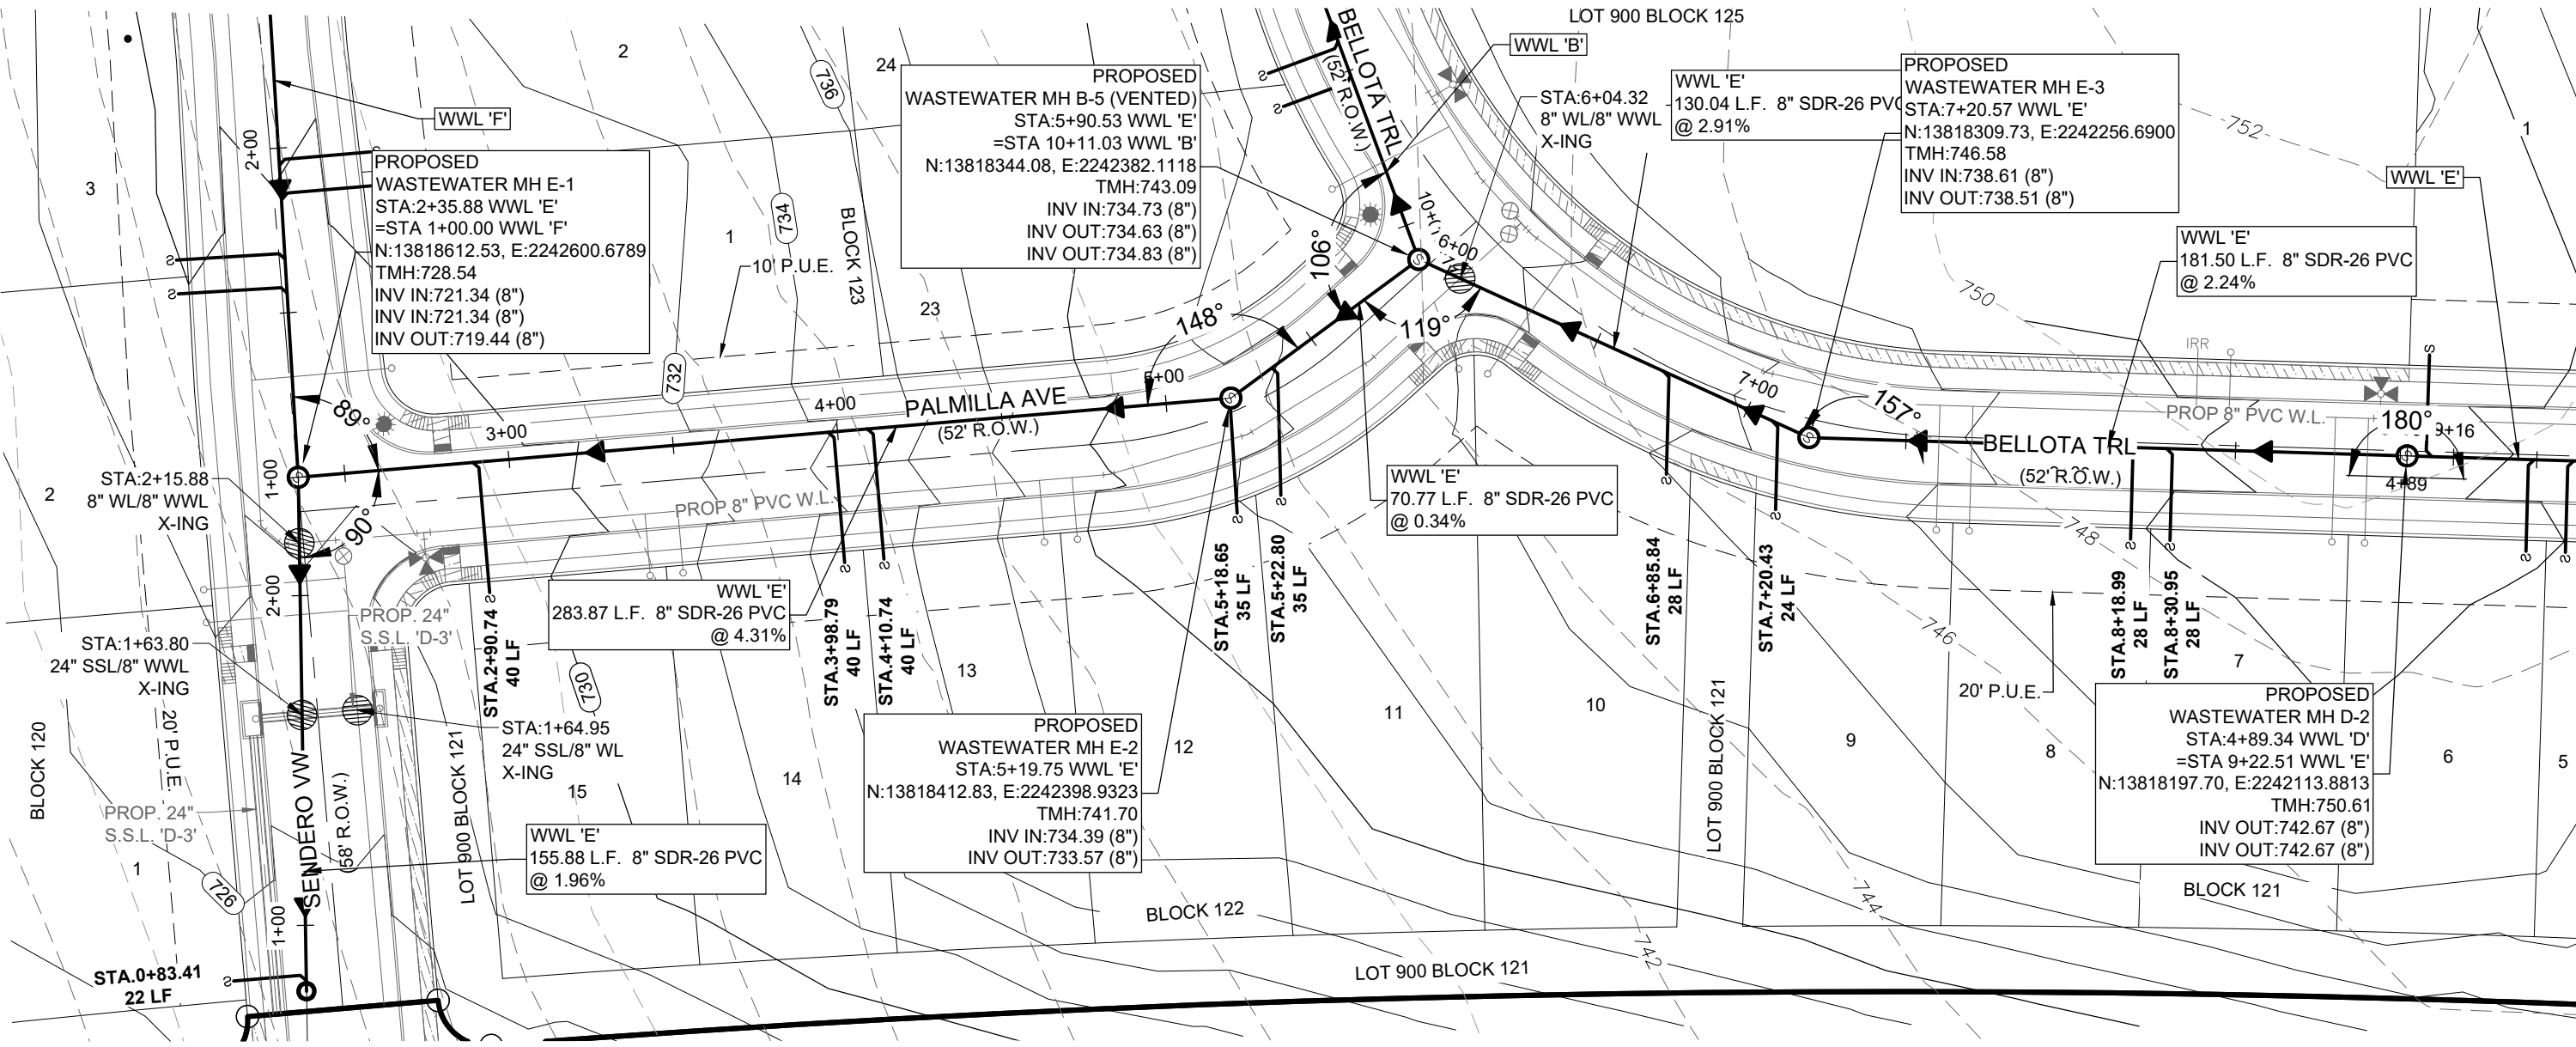 LOT 900 BLOCK 125
BELLOTA TRL
(52' R.O.W.)
WWL 'B'
WWL 'F'
2+00
PROPOSED
WASTEWATER MH E-1
STA:2+35.88 WWL 'E'
=STA 1+00.00 WWL 'F'
N:13818612.53, E:2242600.6789
TMH:728.54
INV IN:721.34 (8")
INV IN:721.34 (8")
INV OUT:719.44 (8")
2
736
24
734
BLOCK 123
1
10' P.U.E.
23
732
PROPOSED
WASTEWATER MH B-5 (VENTED)
STA:5+90.53 WWL 'E'
=STA 10+11.03 WWL 'B'
N:13818344.08, E:2242382.1118
TMH:743.09
INV IN:734.73 (8")
INV OUT:734.63 (8")
INV OUT:734.83 (8")
STA:6+04.32
8" WL/8" WWL
X-ING
WWL 'E'
130.04 L.F. 8" SDR-26 PVC
@ 2.91%
PROPOSED
WASTEWATER MH E-3
STA:7+20.57 WWL 'E'
N:13818309.73, E:2242256.6900
TMH:746.58
INV IN:738.61 (8")
INV OUT:738.51 (8")
752
1
WWL 'E'
WWL 'E'
181.50 L.F. 8" SDR-26 PVC
@ 2.24%
750
IRR
3
106°
6+00
148°
119°
89°
5+00
4+00
3+00
PALMILLA AVE
(52' R.O.W.)
7+00
157°
PROP 8" PVC W.L.
180°
9+16
BELLOTA TRL
(52' R.O.W.)
4+89
748
1+00
2
STA:2+15.88
8" WL/8" WWL
X-ING
90°
PROP 8" PVC W.L.
WWL 'E'
70.77 L.F. 8" SDR-26 PVC
@ 0.34%
2+00
PROP. 24"
S.S.L. 'D-3'
WWL 'E'
283.87 L.F. 8" SDR-26 PVC
@ 4.31%
STA.2+90.74
40 LF
STA.3+98.79
40 LF
STA.4+10.74
40 LF
STA.5+18.65
35 LF
STA.5+22.80
35 LF
STA.6+85.84
28 LF
STA.7+20.43
24 LF
STA.8+18.99
28 LF
STA.8+30.95
28 LF
746
7
20' P.U.E.
STA:1+63.80
24" SSL/8" WWL
X-ING
730
13
STA:1+64.95
24" SSL/8" WL
X-ING
15
14
12
11
10
9
8
6
5
PROPOSED
WASTEWATER MH E-2
STA:5+19.75 WWL 'E'
N:13818412.83, E:2242398.9323
TMH:741.70
INV IN:734.39 (8")
INV OUT:733.57 (8")
PROPOSED
WASTEWATER MH D-2
STA:4+89.34 WWL 'D'
=STA 9+22.51 WWL 'E'
N:13818197.70, E:2242113.8813
TMH:750.61
INV OUT:742.67 (8")
INV OUT:742.67 (8")
BLOCK 120
20' P.U.E.
PROP. 24"
S.S.L. 'D-3'
1
726
SENDERO VW
(58' R.O.W.)
LOT 900 BLOCK 121
WWL 'E'
155.88 L.F. 8" SDR-26 PVC
@ 1.96%
LOT 900 BLOCK 121
1+00
BLOCK 122
BLOCK 121
744
742
STA.0+83.41
22 LF
LOT 900 BLOCK 121